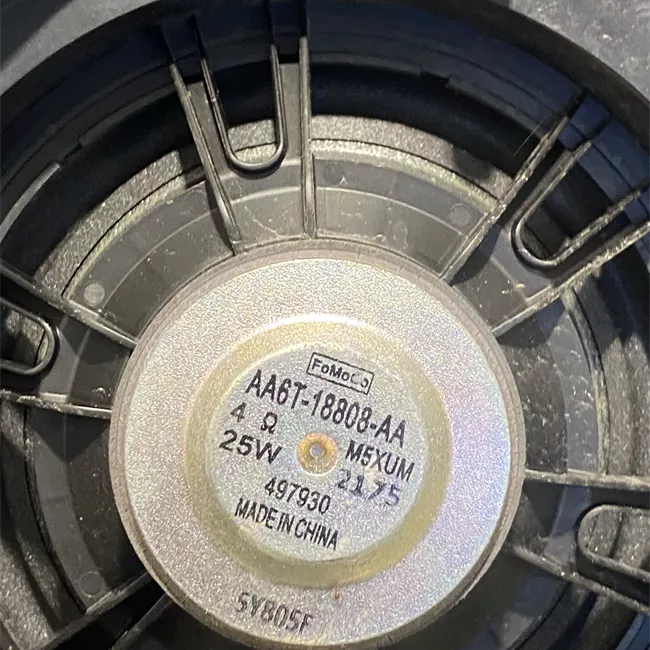 FoMoCo
AA6T-18808-AA
4 Ω
25W M5XUM
2175
497930
MADE IN CHINA
5Y805F